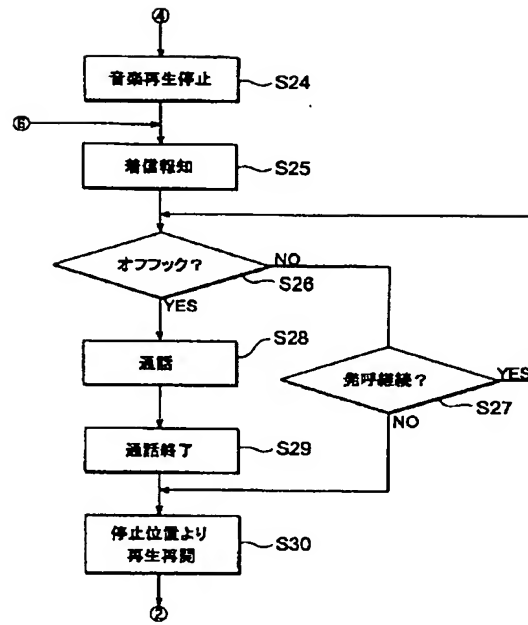 ④
音楽再生停止
S24
⑥
着信報知
S25
オフフック？
NO
S26
YES
通話
S28
発呼継続？
YES
S27
NO
通話終了
S29
停止位置より
再生再開
S30
②